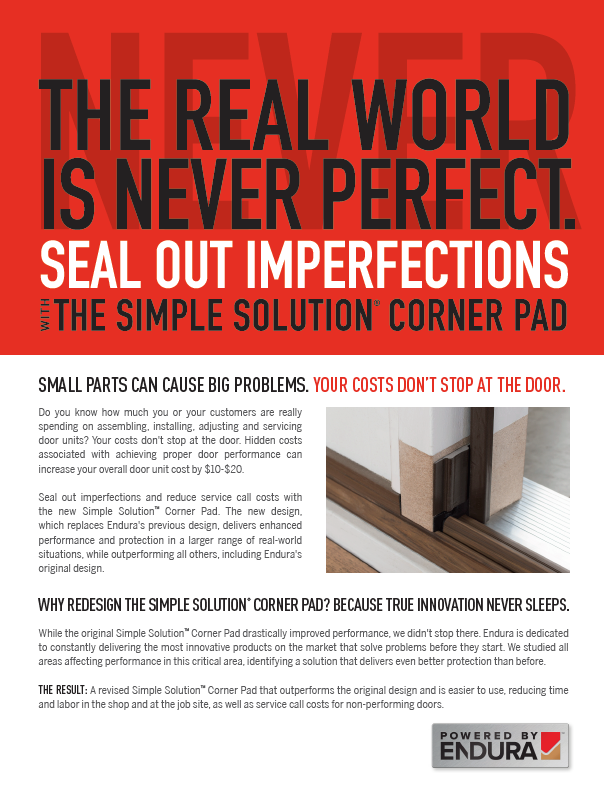 NEVER
THE REAL WORLD
IS NEVER PERFECT.
SEAL OUT IMPERFECTIONS
WITH THE SIMPLE SOLUTION® CORNER PAD
SMALL PARTS CAN CAUSE BIG PROBLEMS. YOUR COSTS DON'T STOP AT THE DOOR.
Do you know how much you or your customers are really
spending on assembling, installing, adjusting and servicing
door units? Your costs don't stop at the door. Hidden costs
associated with achieving proper door performance can
increase your overall door unit cost by $10-$20.
Seal out imperfections and reduce service call costs with
the new Simple Solution™ Corner Pad. The new design,
which replaces Endura's previous design, delivers enhanced
performance and protection in a larger range of real-world
situations, while outperforming all others, including Endura's
original design.
WHY REDESIGN THE SIMPLE SOLUTION® CORNER PAD? BECAUSE TRUE INNOVATION NEVER SLEEPS.
While the original Simple Solution™ Corner Pad drastically improved performance, we didn't stop there. Endura is dedicated
to constantly delivering the most innovative products on the market that solve problems before they start. We studied all
areas affecting performance in this critical area, identifying a solution that delivers even better protection than before.
THE RESULT: A revised Simple Solution™ Corner Pad that outperforms the original design and is easier to use, reducing time
and labor in the shop and at the job site, as well as service call costs for non-performing doors.
POWERED BY
ENDURA